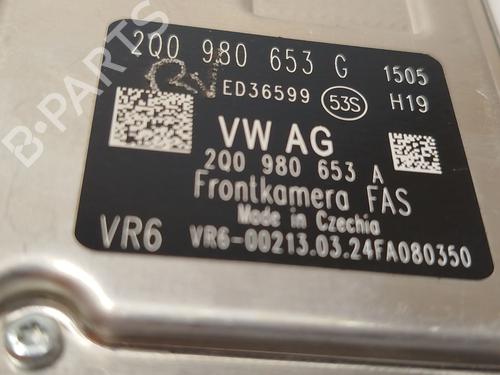 2Q0 980 653 G
1505
ED36599
53S
H19
VW AG
2Q0 980 653 A
Frontkamera FAS
Made in Czechia
VR6
VR6-00213.03.24FA080350
B-PARTS